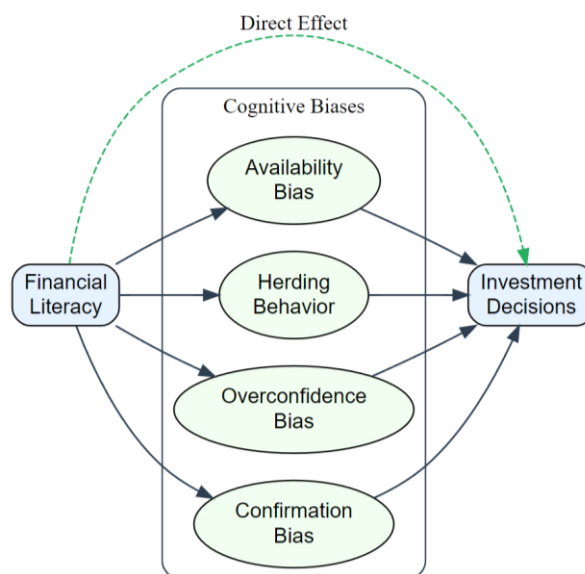 Direct Effect
Cognitive Biases
Availability
Bias
Financial
Literacy
Herding
Behavior
Investment
Decisions
Overconfidence
Bias
Confirmation
Bias